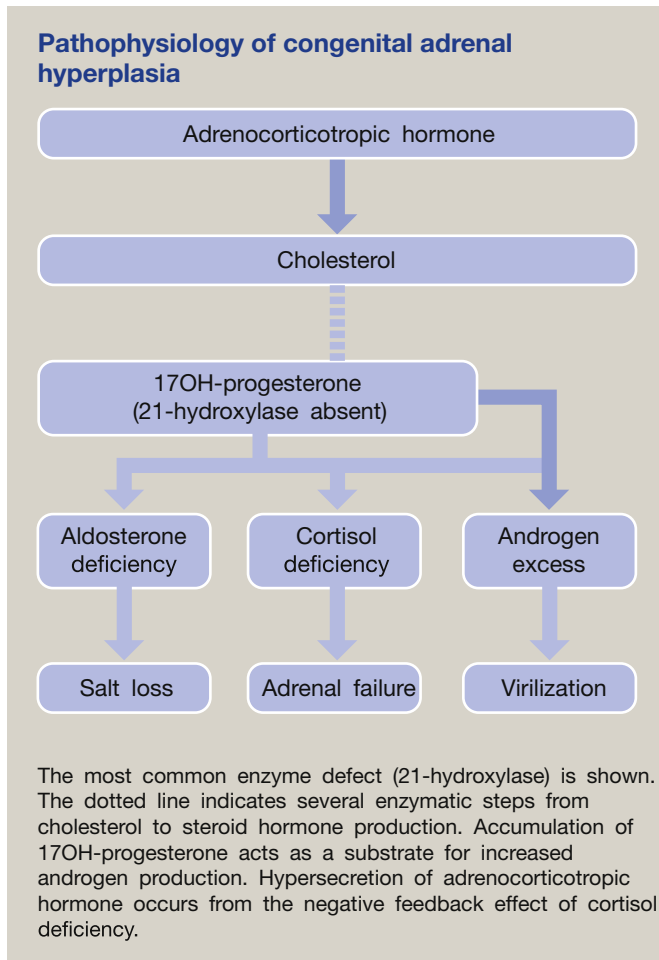 Pathophysiology of congenital adrenal
hyperplasia
Adrenocorticotropic hormone
Cholesterol
17OH-progesterone
(21-hydroxylase absent)
Aldosterone
deficiency
Cortisol
deficiency
Androgen
excess
Salt loss
Adrenal failure
Virilization
The most common enzyme defect (21-hydroxylase) is shown.
The dotted line indicates several enzymatic steps from
cholesterol to steroid hormone production. Accumulation of
17OH-progesterone acts as a substrate for increased
androgen production. Hypersecretion of adrenocorticotropic
hormone occurs from the negative feedback effect of cortisol
deficiency.